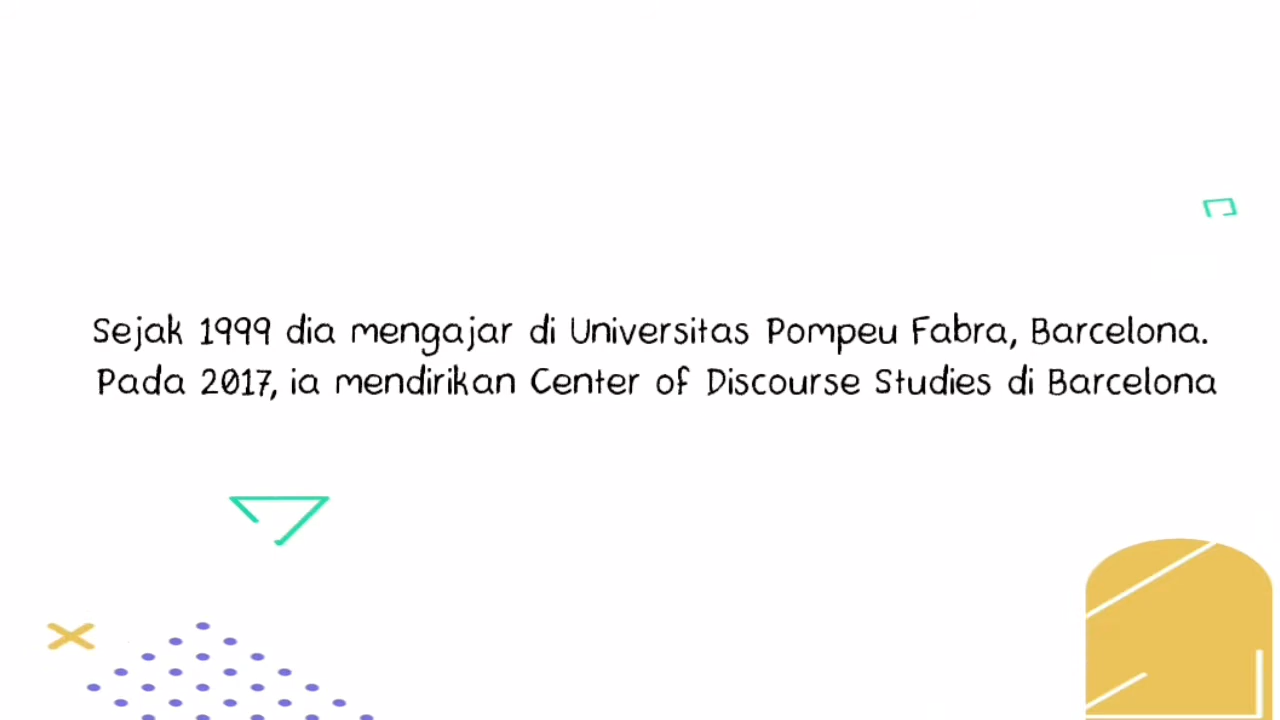 Sejak 1999 dia mengajar di Universitas Pompeu Fabra, Barcelona.
Pada 2017, ia mendirikan Center of Discourse Studies di Barcelona